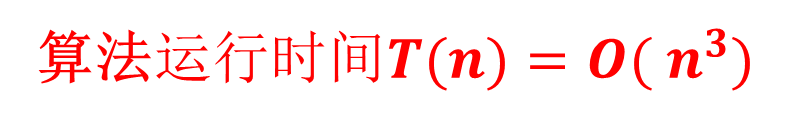 算法运行时间T(n) = O( n³)